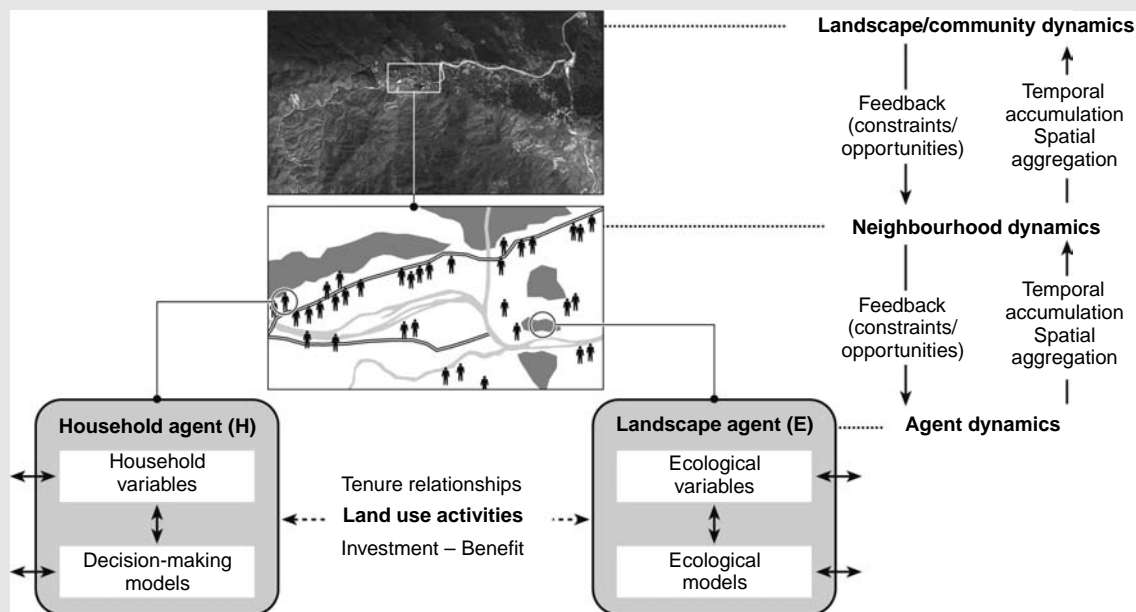 Landscape/community dynamics
Feedback
(constraints/
opportunities)
Temporal
accumulation
Spatial
aggregation
Neighbourhood dynamics
Feedback
(constraints/
opportunities)
Temporal
accumulation
Spatial
aggregation
Agent dynamics
Household agent (H)
Household
variables
Decision-making
models
Tenure relationships
Land use activities
Investment – Benefit
Landscape agent (E)
Ecological
variables
Ecological
models